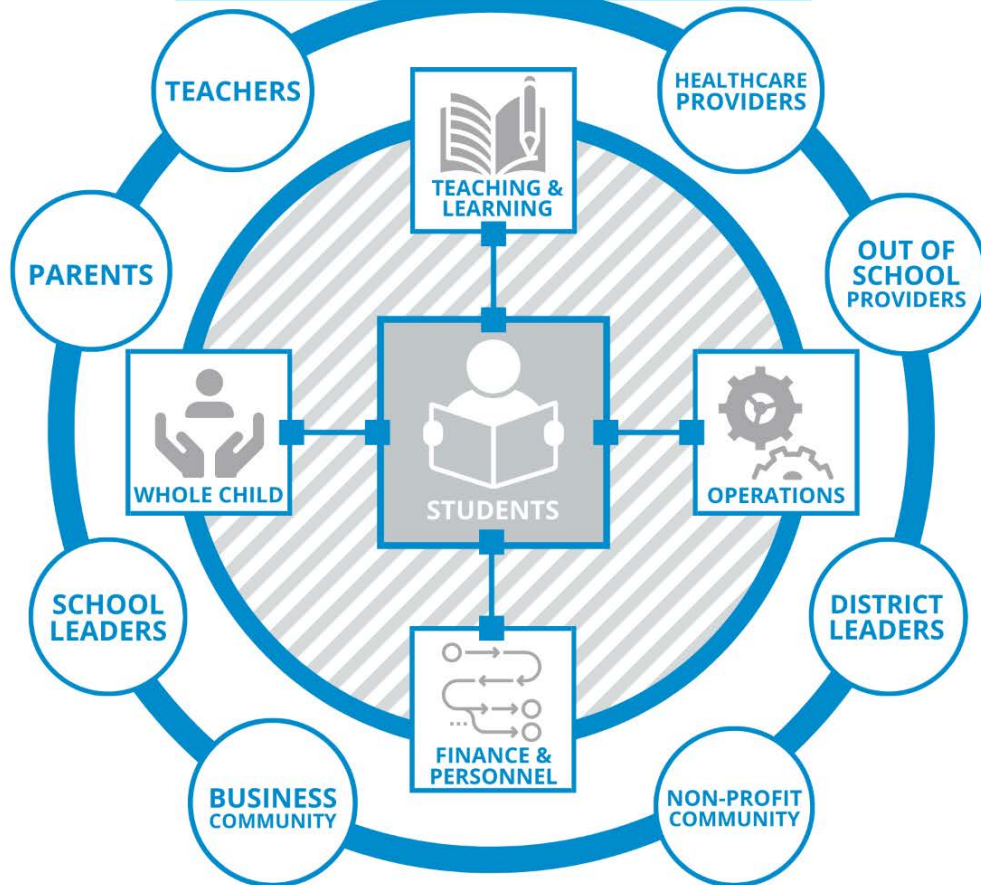 TEACHERS
HEALTHCARE
PROVIDERS
TEACHING &
LEARNING
PARENTS
OUT OF
SCHOOL
PROVIDERS
WHOLE CHILD
STUDENTS
OPERATIONS
SCHOOL
LEADERS
DISTRICT
LEADERS
FINANCE &
PERSONNEL
BUSINESS
COMMUNITY
NON-PROFIT
COMMUNITY